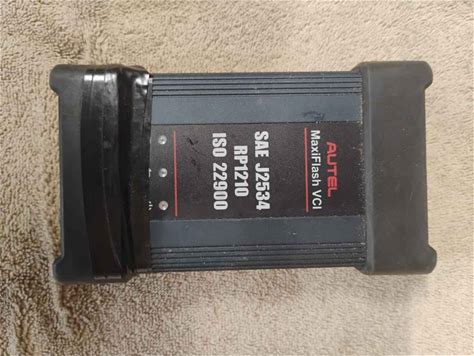 AUTEL
MaxiFlash VCI
SAE J2534
RP1210
ISO 22900